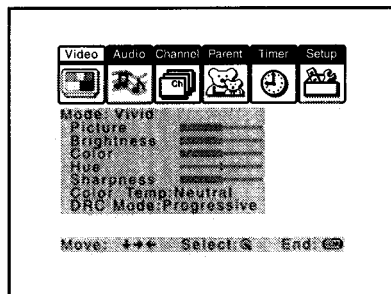 Video Audio Channel Parent Timer Setup
Ch
Mode: Vivid
Picture
Brightness
Color
Hue
Sharpness
Color Temp:Neutral
DRC Mode:Progressive
Move: Select: End: